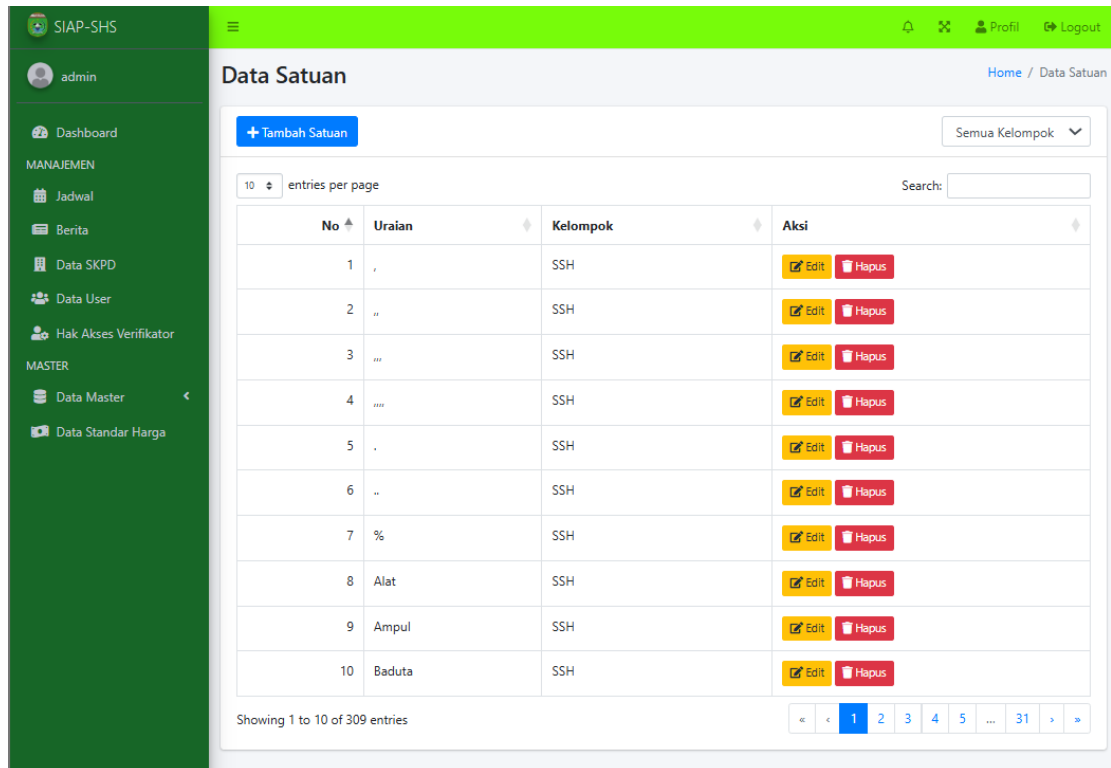 SIAP-SHS
Profil Logout
admin
Data Satuan
Home / Data Satuan
Dashboard
MANAJEMEN
Jadwal
Berita
Data SKPD
Data User
Hak Akses Verifikator
MASTER
Data Master
Data Standar Harga
Tambah Satuan
Semua Kelompok
10 entries per page
Search:
No Uraian Kelompok Aksi
1 , SSH Edit Hapus
2 ,, SSH Edit Hapus
3 ,,, SSH Edit Hapus
4 ,,,, SSH Edit Hapus
5 . SSH Edit Hapus
6 .. SSH Edit Hapus
7 % SSH Edit Hapus
8 Alat SSH Edit Hapus
9 Ampul SSH Edit Hapus
10 Baduta SSH Edit Hapus
Showing 1 to 10 of 309 entries
« ‹ 1 2 3 4 5 ... 31 › »